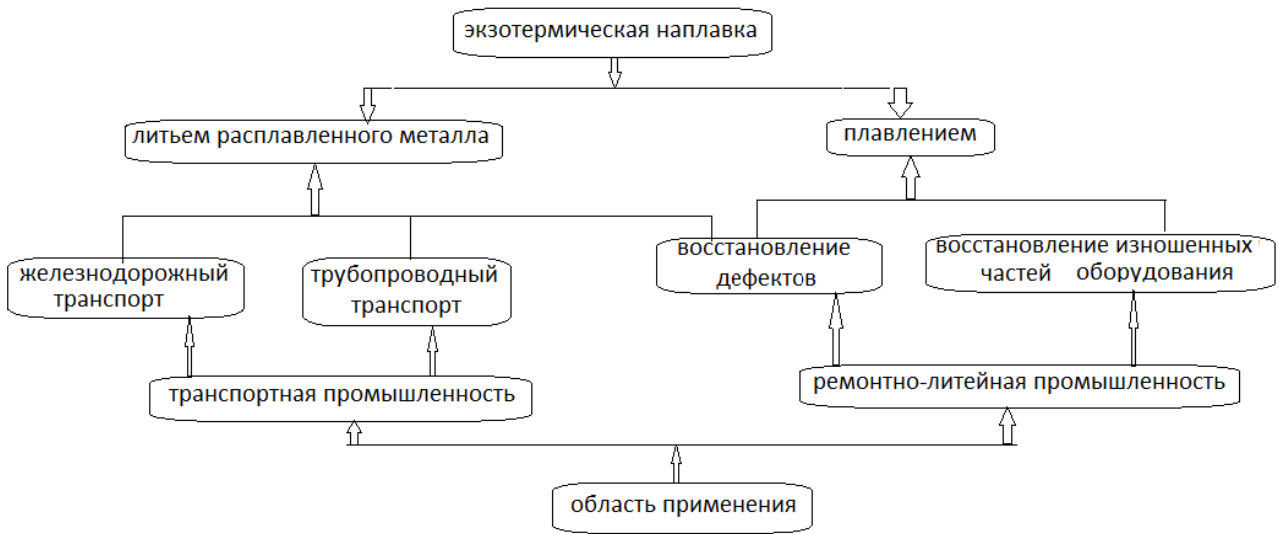 экзотермическая наплавка
литьем расплавленного металла
плавлением
железнодорожный
транспорт
трубопроводный
транспорт
восстановление
дефектов
восстановление изношенных
частей оборудования
транспортная промышленность
ремонтно-литейная промышленность
область применения